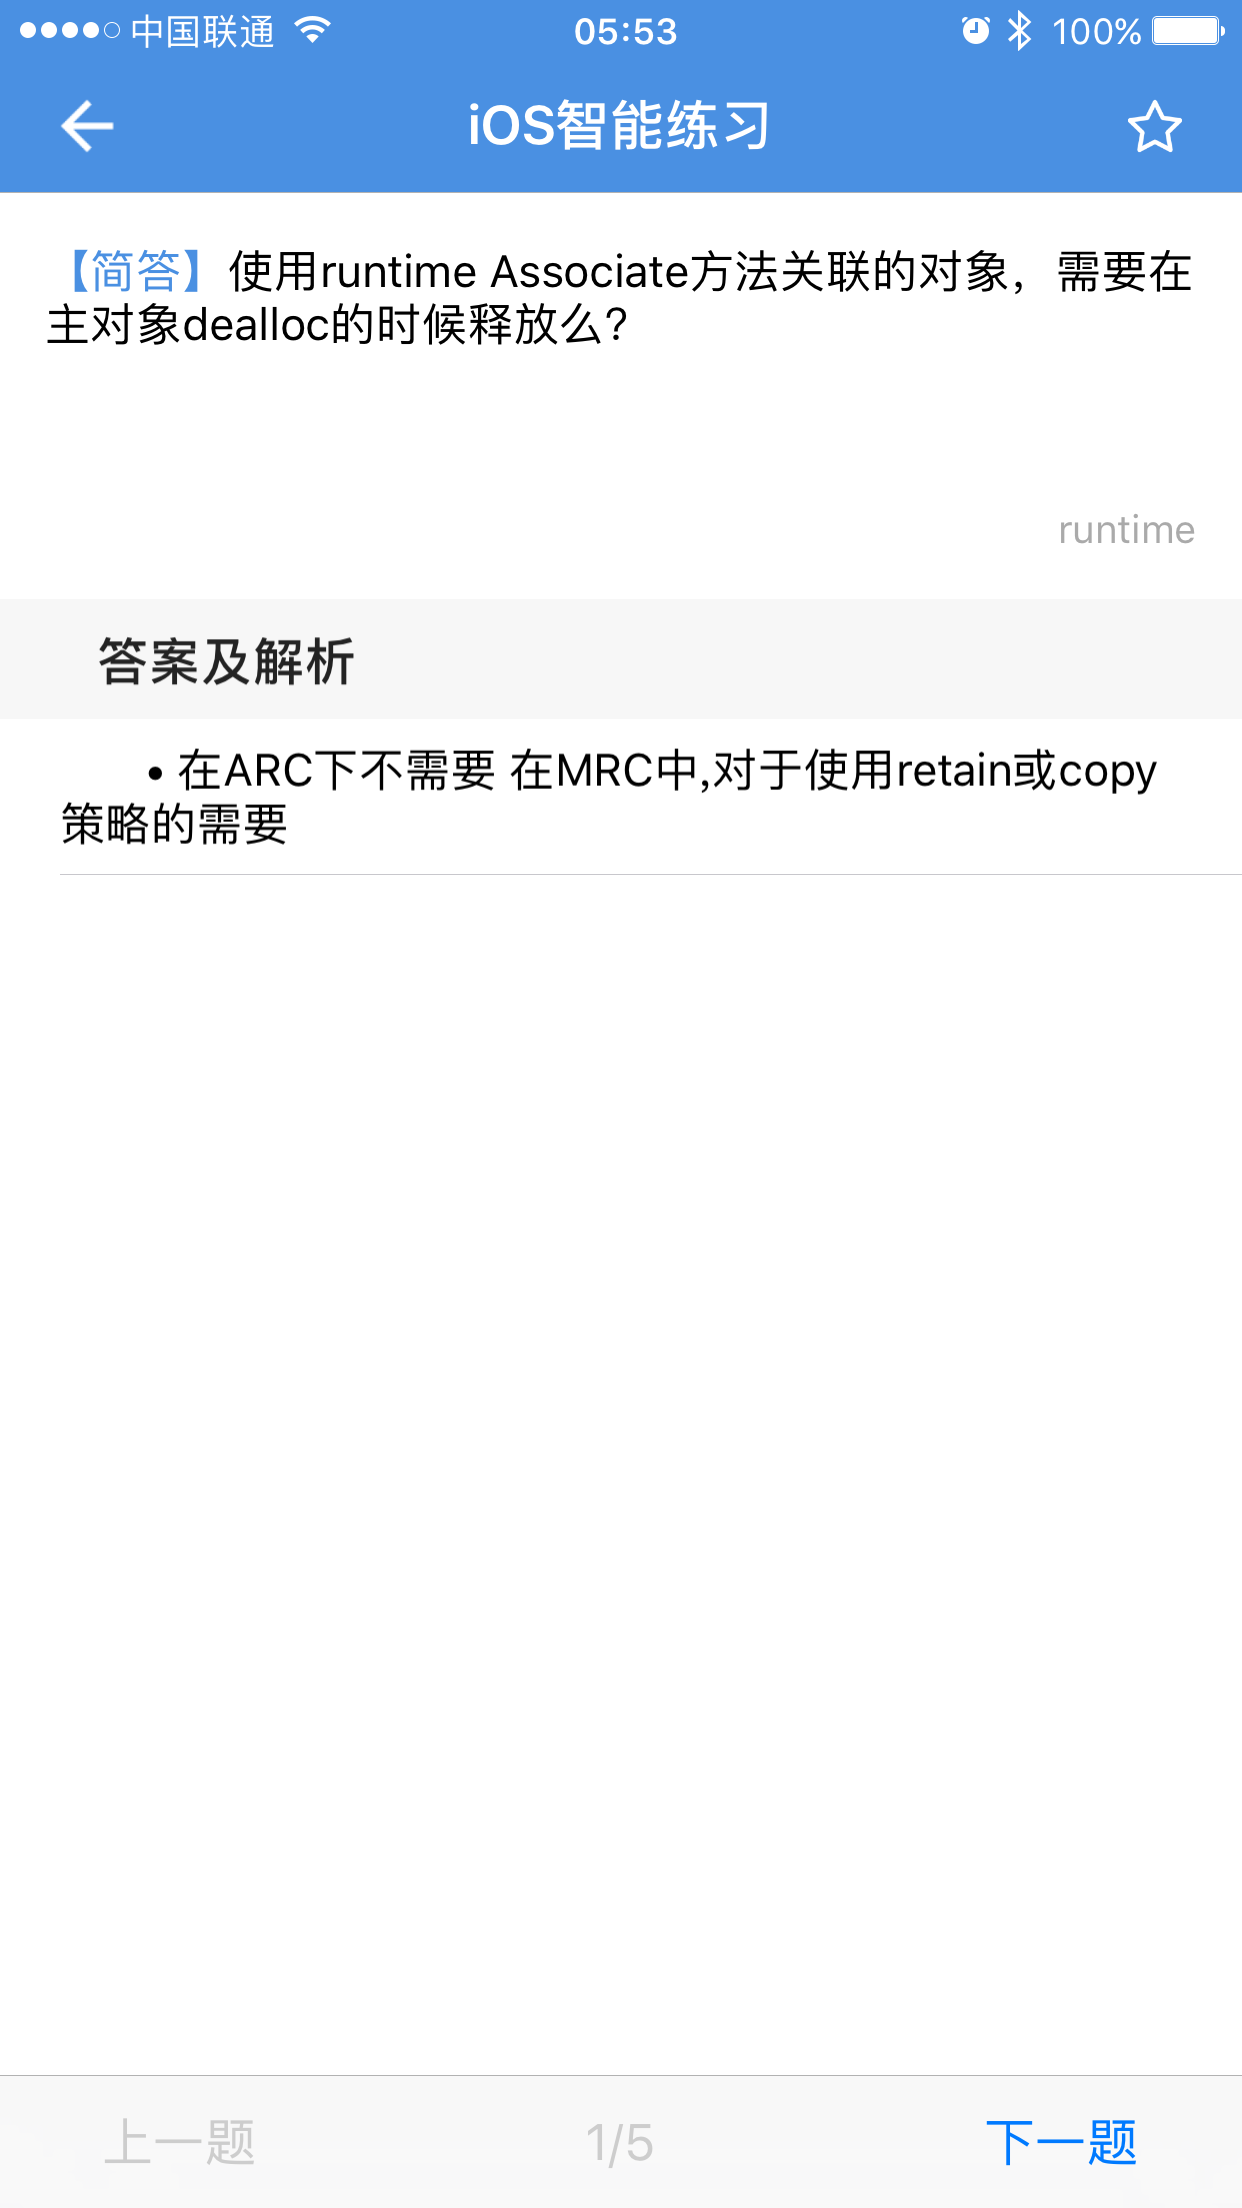 中国联通
05:53
100%
iOS智能练习
【简答】使用runtime Associate方法关联的对象，需要在
主对象dealloc的时候释放么?
runtime
答案及解析
• 在ARC下不需要 在MRC中,对于使用retain或copy
策略的需要
上一题
1/5
下一题